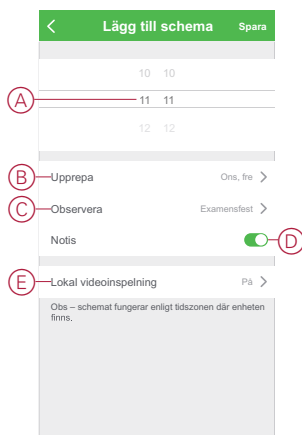 Lägg till schema Spara
10 10
A 11 11
12 12
B Upprepa Ons, fre
C Observera Examensfest
Notis D
E Lokal videoinspelning På
Obs – schemat fungerar enligt tidszonen där enheten
finns.